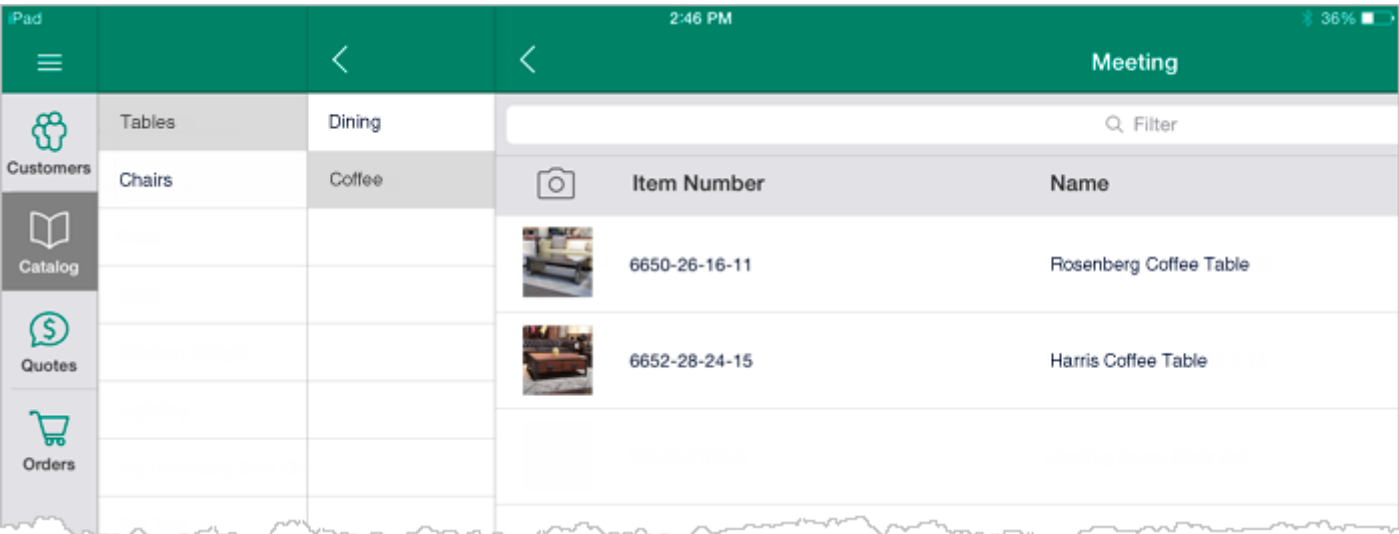 iPad 2:46 PM 36%
Meeting
Customers
Catalog
Quotes
Orders
Tables
Chairs
Dining
Coffee
Filter
Item Number Name
6650-26-16-11 Rosenberg Coffee Table
6652-28-24-15 Harris Coffee Table